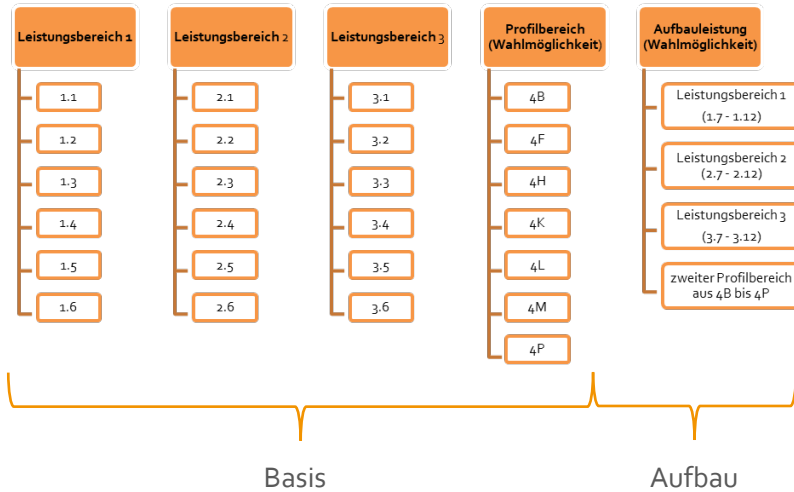 Leistungsbereich 1
1.1
1.2
1.3
1.4
1.5
1.6
Leistungsbereich 2
2.1
2.2
2.3
2.4
2.5
2.6
Leistungsbereich 3
3.1
3.2
3.3
3.4
3.5
3.6
Profilbereich
(Wahlmöglichkeit)
4B
4F
4H
4K
4L
4M
4P
Aufbauleistung
(Wahlmöglichkeit)
Leistungsbereich 1
(1.7 - 1.12)
Leistungsbereich 2
(2.7 - 2.12)
Leistungsbereich 3
(3.7 - 3.12)
zweiter Profilbereich
aus 4B bis 4P
Basis
Aufbau